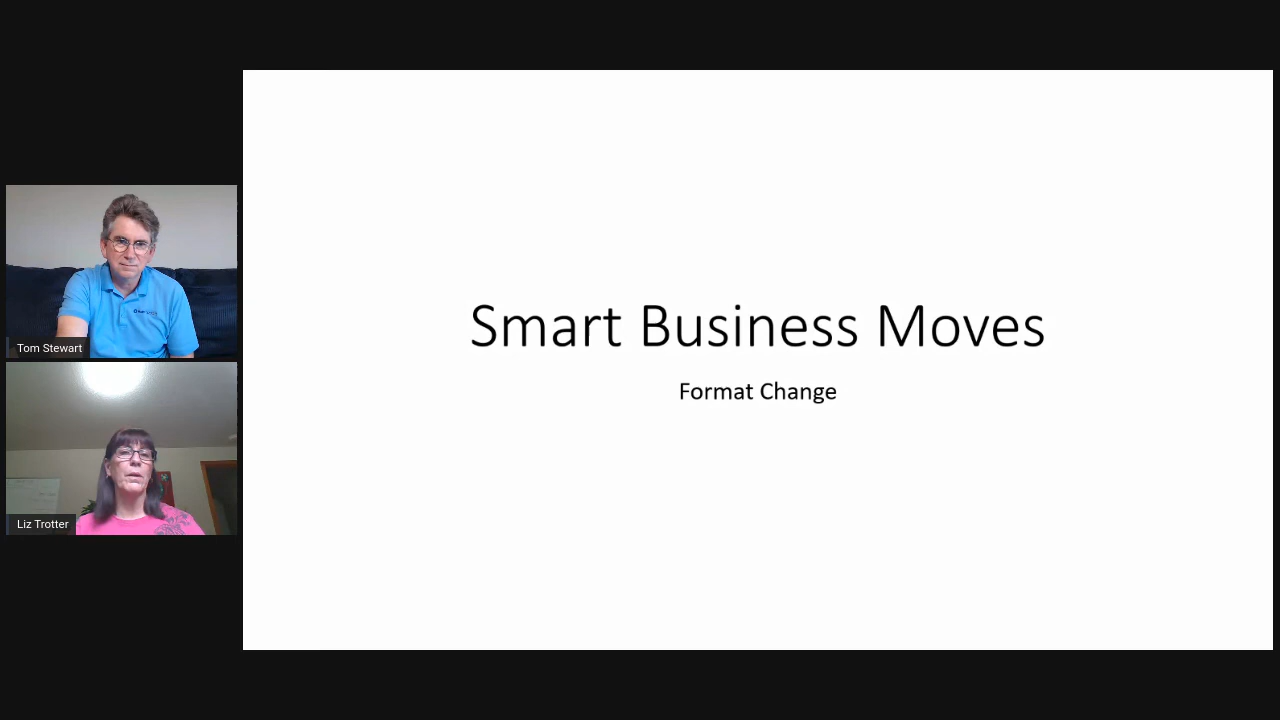 Tom Stewart
Liz Trotter
Smart Business Moves
Format Change